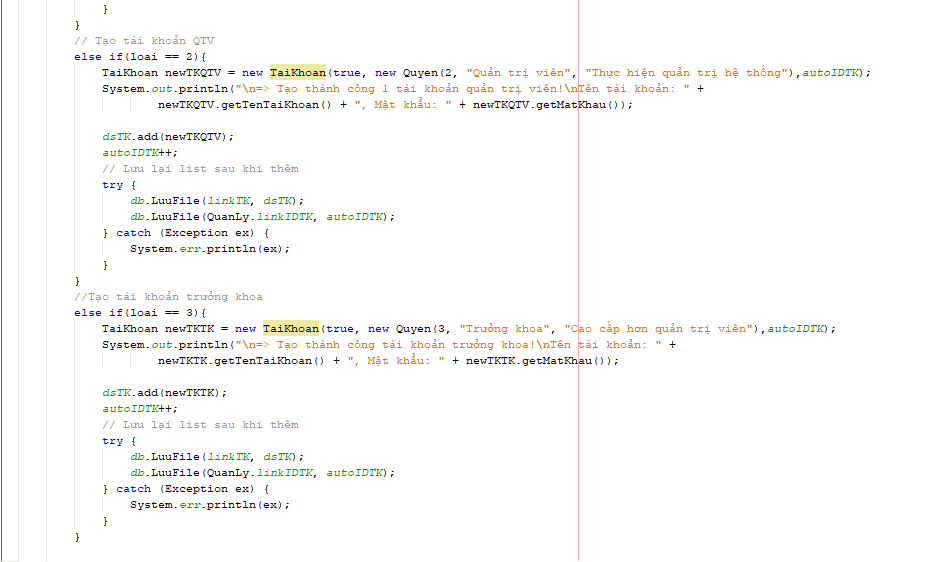 }
}
// Tạo tài khoản QTV
else if(loai == 2){
TaiKhoan newTKQTV = new TaiKhoan(true, new Quyen(2, "Quản trị viên", "Thực hiện quản trị hệ thống"),autoIDTK);
System.out.println("\n=> Tạo thành công 1 tài khoản quản trị viên!\nTên tài khoản: " +
newTKQTV.getTenTaiKhoan() + ", Mật khẩu: " + newTKQTV.getMatKhau());
dsTK.add(newTKQTV);
autoIDTK++;
// Lưu lại list sau khi thêm
try {
db.LuuFile(linkTK, dsTK);
db.LuuFile(QuanLy.linkIDTK, autoIDTK);
} catch (Exception ex) {
System.err.println(ex);
}
}
//Tạo tài khoản trưởng khoa
else if(loai == 3){
TaiKhoan newTKTK = new TaiKhoan(true, new Quyen(3, "Trưởng khoa", "Cao cấp hơn quản trị viên"),autoIDTK);
System.out.println("\n=> Tạo thành công tài khoản trưởng khoa!\nTên tài khoản: " +
newTKTK.getTenTaiKhoan() + ", Mật khẩu: " + newTKTK.getMatKhau());
dsTK.add(newTKTK);
autoIDTK++;
// Lưu lại list sau khi thêm
try {
db.LuuFile(linkTK, dsTK);
db.LuuFile(QuanLy.linkIDTK, autoIDTK);
} catch (Exception ex) {
System.err.println(ex);
}
}